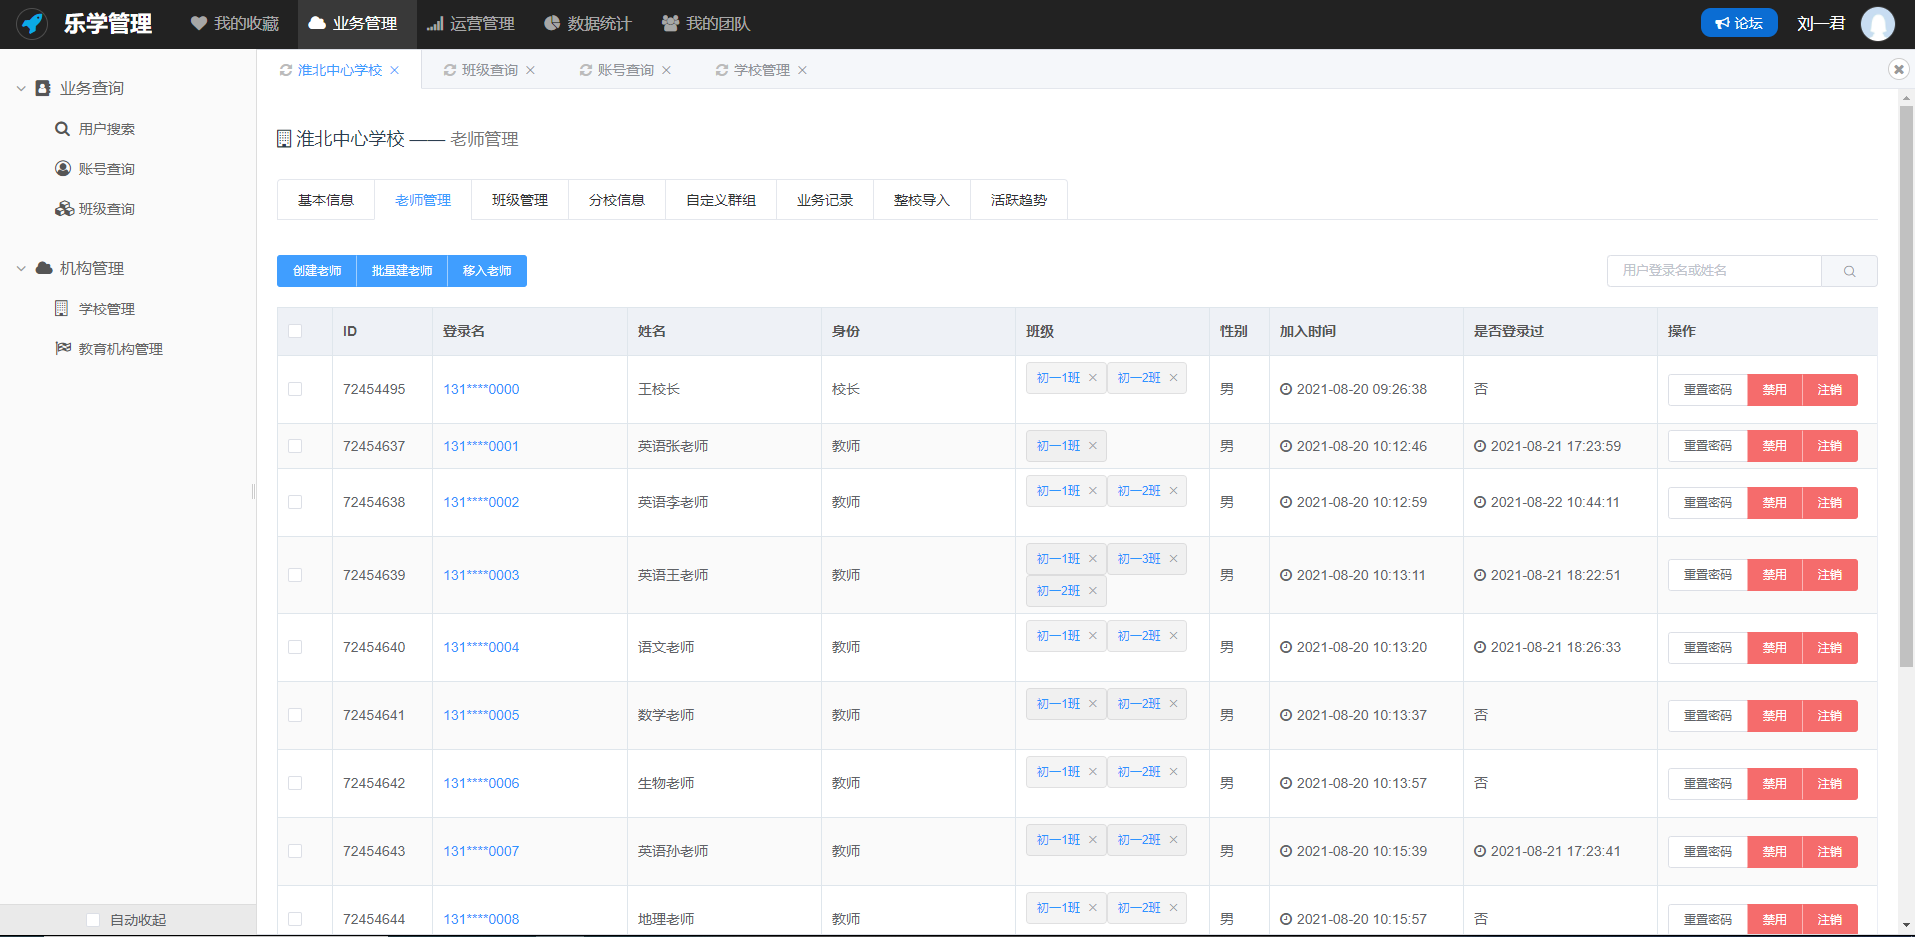 乐学管理 我的收藏 业务管理 运营管理 数据统计 我的团队 论坛 刘一君
淮北中心学校 班级查询 账号查询 学校管理
业务查询
用户搜索
账号查询
班级查询
机构管理
学校管理
教育机构管理
自动收起
淮北中心学校 —— 老师管理
基本信息 老师管理 班级管理 分校信息 自定义群组 业务记录 整校导入 活跃趋势
创建老师 批量建老师 移入老师 用户登录名或姓名
ID 登录名 姓名 身份 班级 性别 加入时间 是否登录过 操作
72454495 131****0000 王校长 校长 初一1班 初一2班 男 2021-08-20 09:26:38 否 重置密码 禁用 注销
72454637 131****0001 英语张老师 教师 初一1班 男 2021-08-20 10:12:46 2021-08-21 17:23:59 重置密码 禁用 注销
72454638 131****0002 英语李老师 教师 初一1班 初一2班 男 2021-08-20 10:12:59 2021-08-22 10:44:11 重置密码 禁用 注销
72454639 131****0003 英语王老师 教师 初一1班 初一3班 初一2班 男 2021-08-20 10:13:11 2021-08-21 18:22:51 重置密码 禁用 注销
72454640 131****0004 语文老师 教师 初一1班 初一2班 男 2021-08-20 10:13:20 2021-08-21 18:26:33 重置密码 禁用 注销
72454641 131****0005 数学老师 教师 初一1班 初一2班 男 2021-08-20 10:13:37 否 重置密码 禁用 注销
72454642 131****0006 生物老师 教师 初一1班 初一2班 男 2021-08-20 10:13:57 否 重置密码 禁用 注销
72454643 131****0007 英语孙老师 教师 初一1班 初一2班 男 2021-08-20 10:15:39 2021-08-21 17:23:41 重置密码 禁用 注销
72454644 131****0008 地理老师 教师 初一1班 初一2班 男 2021-08-20 10:15:57 否 重置密码 禁用 注销